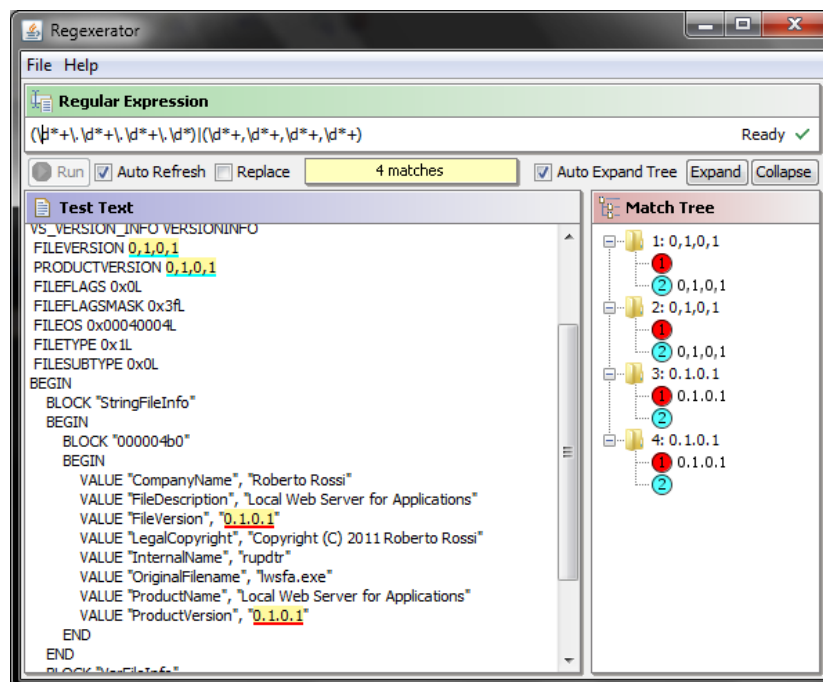 Regexerator
File Help
Regular Expression
(\d*+\.\d*+\.\d*+\.\d*)|(\d*+,\d*+,\d*+,\d*+)
Ready
Run Auto Refresh Replace 4 matches Auto Expand Tree Expand Collapse
Test Text
VS_VERSION_INFO VERSIONINFO
FILEVERSION 0,1,0,1
PRODUCTVERSION 0,1,0,1
FILEFLAGS 0x0L
FILEFLAGSMASK 0x3fL
FILEOS 0x00040004L
FILETYPE 0x1L
FILESUBTYPE 0x0L
BEGIN
BLOCK "StringFileInfo"
BEGIN
BLOCK "000004b0"
BEGIN
VALUE "CompanyName", "Roberto Rossi"
VALUE "FileDescription", "Local Web Server for Applications"
VALUE "FileVersion", "0.1.0.1"
VALUE "LegalCopyright", "Copyright (C) 2011 Roberto Rossi"
VALUE "InternalName", "rupdtr"
VALUE "OriginalFilename", "lwsfa.exe"
VALUE "ProductName", "Local Web Server for Applications"
VALUE "ProductVersion", "0.1.0.1"
END
END
BLOCK "VarFileInfo"
Match Tree
1: 0,1,0,1
1
2 0,1,0,1
2: 0,1,0,1
1
2 0,1,0,1
3: 0.1.0.1
1 0.1.0.1
2
4: 0.1.0.1
1 0.1.0.1
2